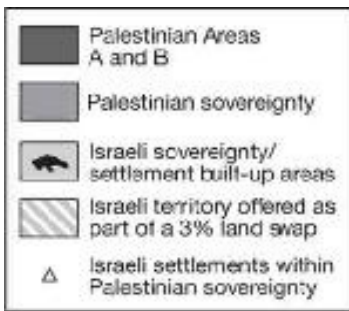 Palestinian Areas
A and B
Palestinian sovereignty
Israeli sovereignty/
settlement built-up areas
Israeli territory offered as
part of a 3% land swap
Israeli settlements within
Palestinian sovereignty